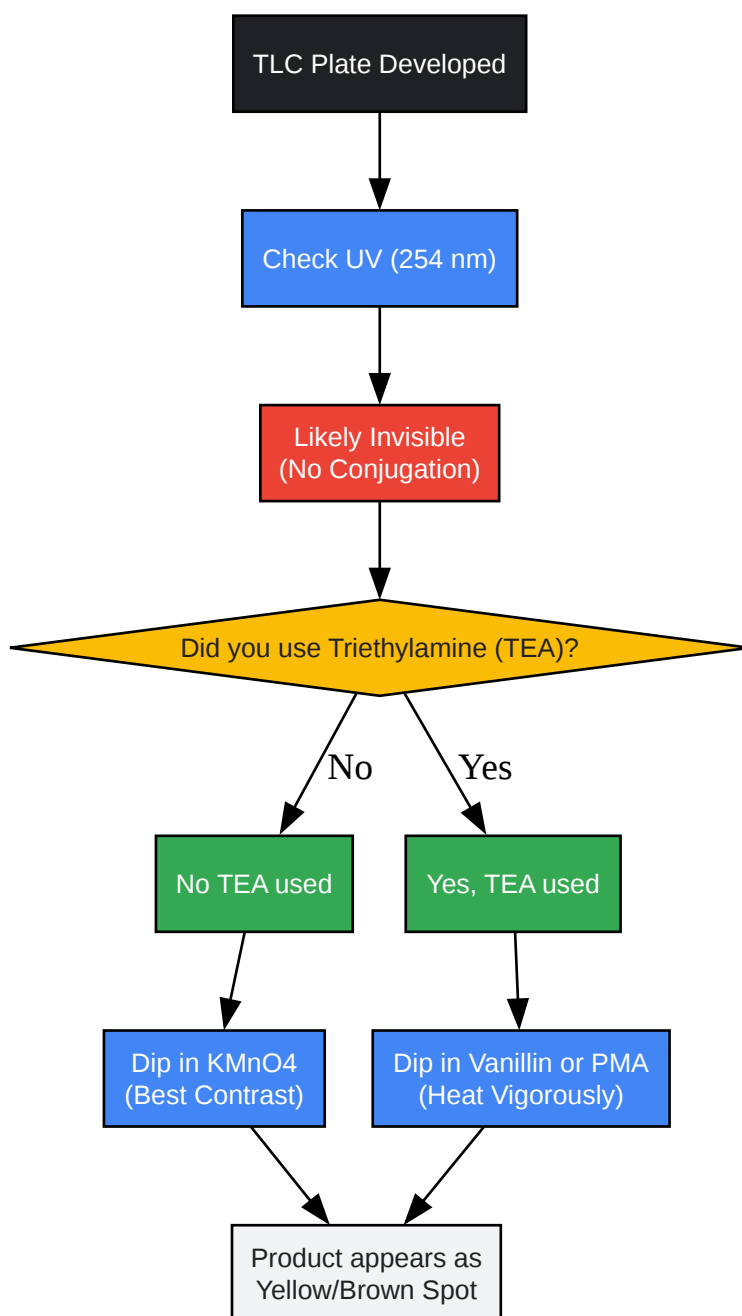 TLC Plate Developed
Check UV (254 nm)
Likely Invisible
(No Conjugation)
Did you use Triethylamine (TEA)?
No
Yes
No TEA used
Yes, TEA used
Dip in KMnO4
(Best Contrast)
Dip in Vanillin or PMA
(Heat Vigorously)
Product appears as
Yellow/Brown Spot